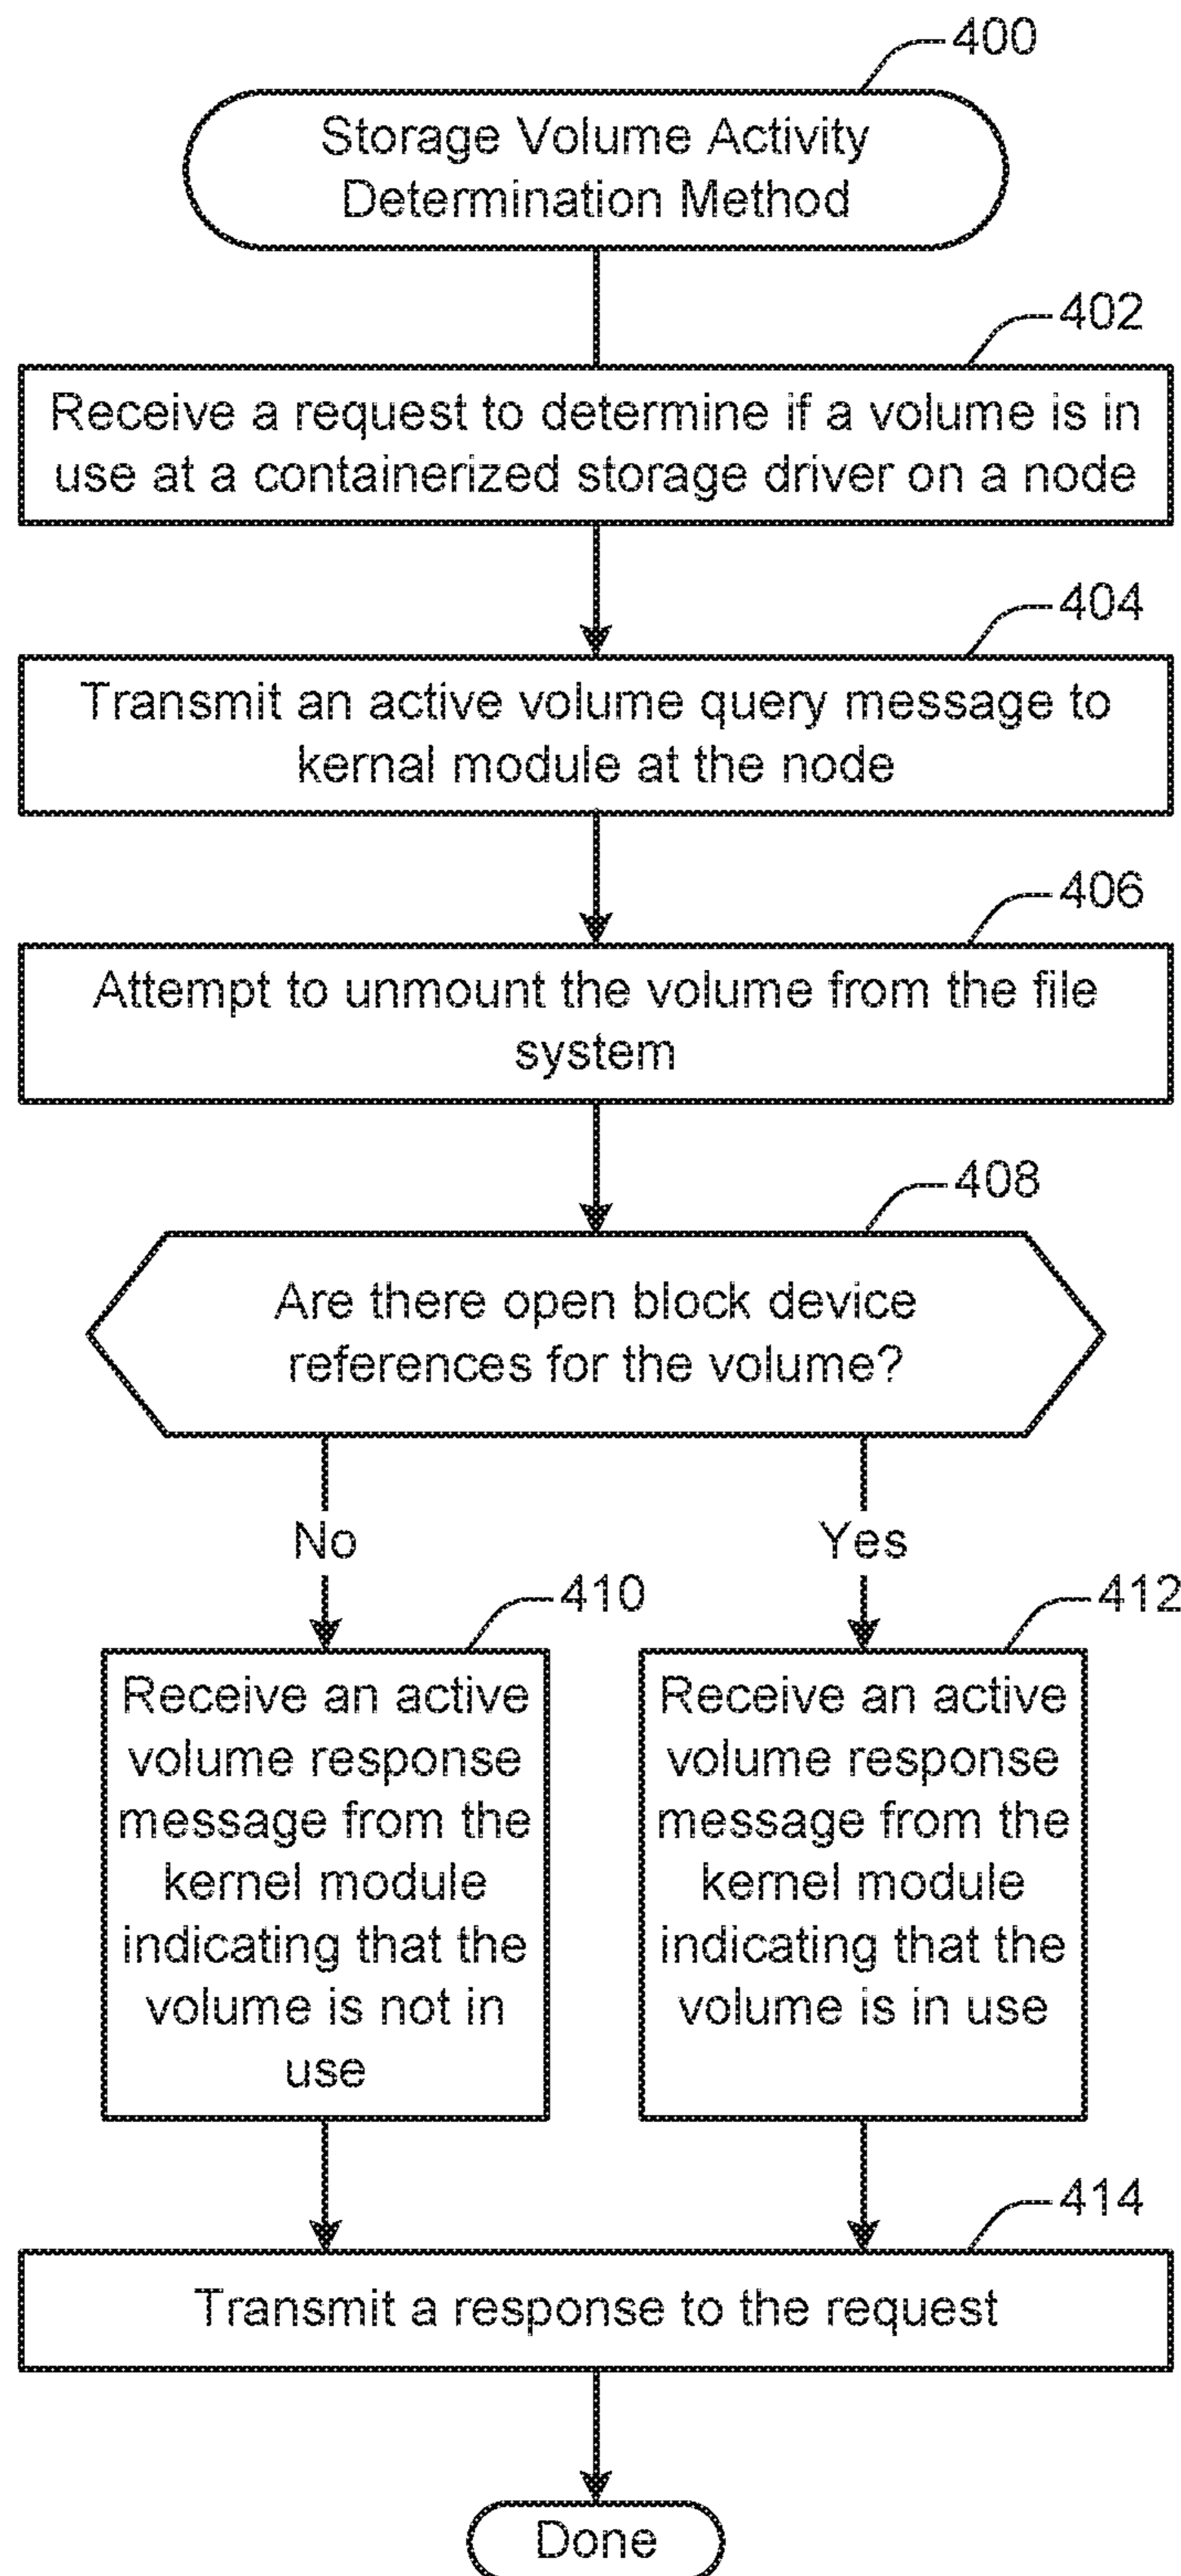 400
Storage Volume Activity
Determination Method
402
Receive a request to determine if a volume is in
use at a containerized storage driver on a node
404
Transmit an active volume query message to
kernal module at the node
406
Attempt to unmount the volume from the file
system
408
Are there open block device
references for the volume?
No
Yes
410
Receive an active
volume response
message from the
kernel module
indicating that the
volume is not in
use
412
Receive an active
volume response
message from the
kernel module
indicating that the
volume is in use
414
Transmit a response to the request
Done